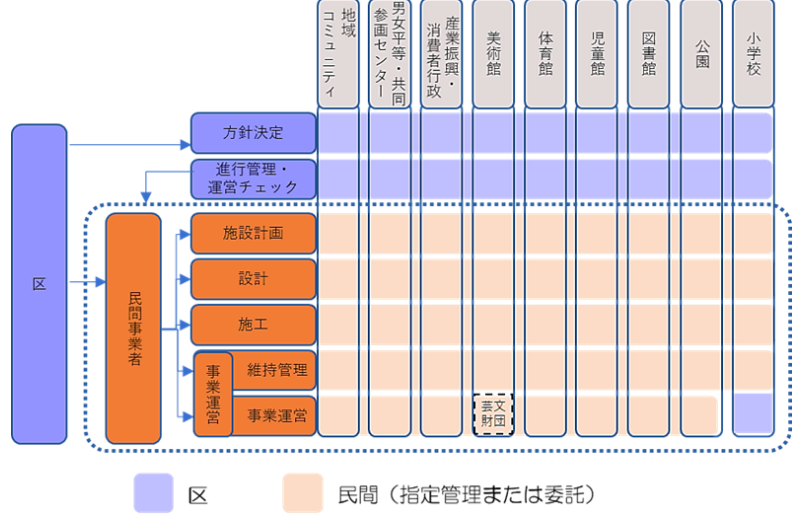 地域
コミュニティ
男女平等・共同
参画センター
産業振興・
消費者行政
美術館
体育館
児童館
図書館
公園
小学校
区
方針決定
進行管理・
運営チェック
民間事業者
施設計画
設計
施工
事業運営
維持管理
事業運営
芸文
財団
区
民間（指定管理または委託）